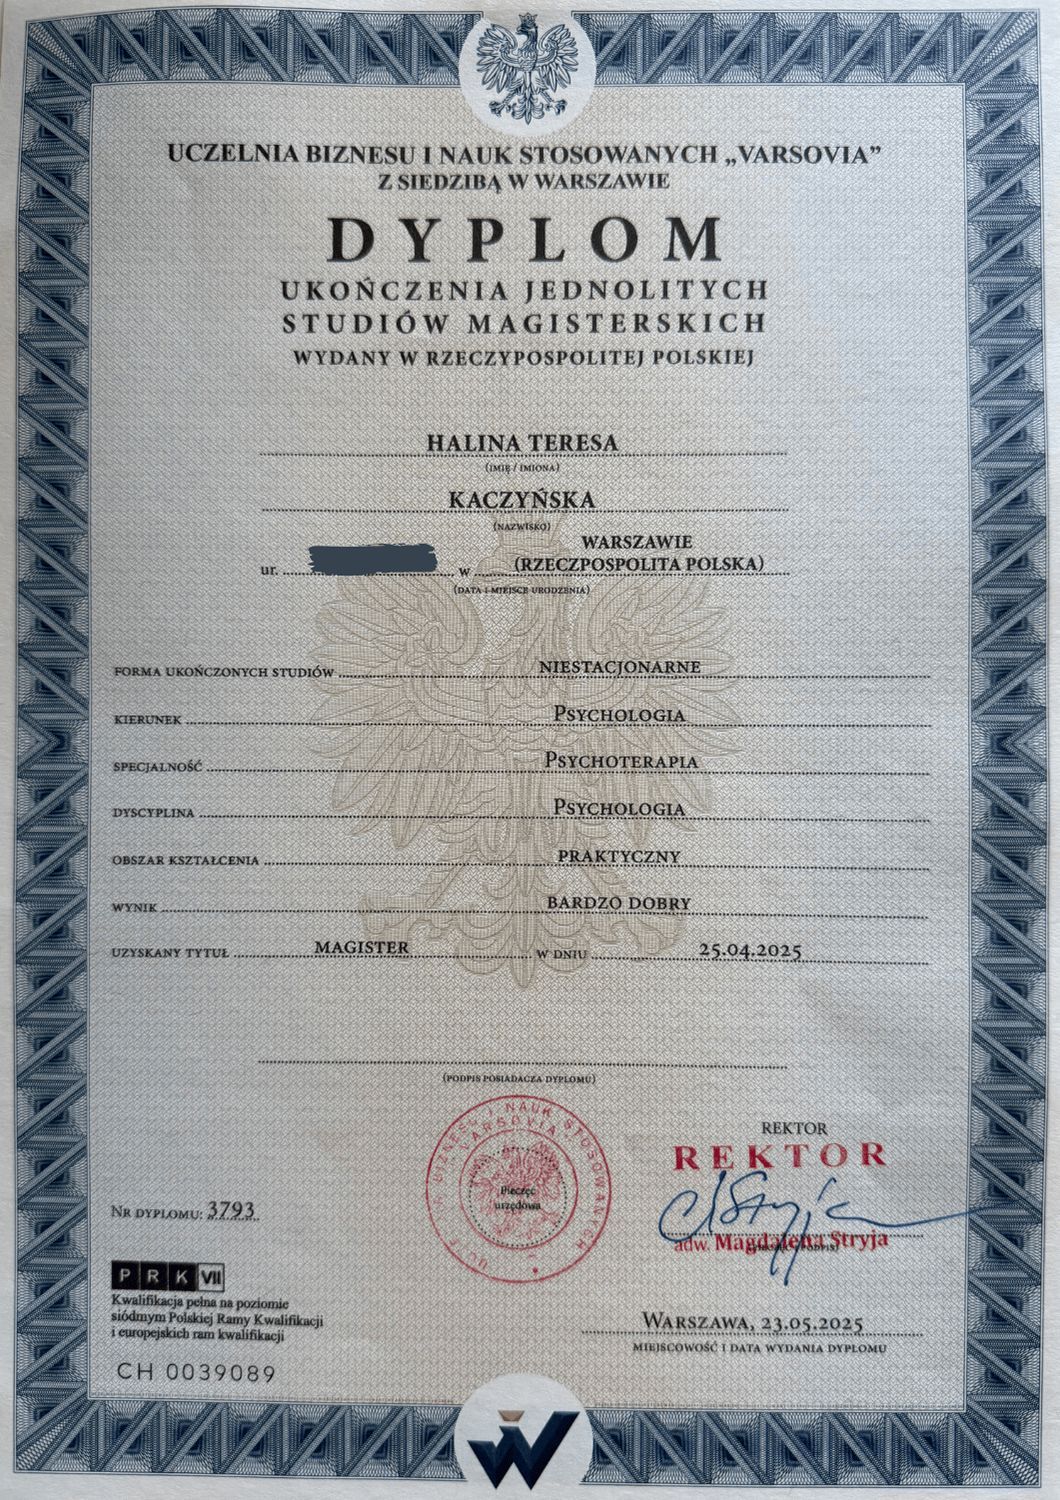 UCZELNIA BIZNESU I NAUK STOSOWANYCH „VARSOVIA”
Z SIEDZIBĄ W WARSZAWIE
DYPLOM
UKOŃCZENIA JEDNOLITYCH
STUDIÓW MAGISTERSKICH
WYDANY W RZECZYPOSPOLITEJ POLSKIEJ
HALINA TERESA
(IMIĘ / IMIONA)
KACZYŃSKA
(NAZWISKO)
ur. w WARSZAWIE
(RZECZPOSPOLITA POLSKA)
(DATA I MIEJSCE URODZENIA)
FORMA UKOŃCZONYCH STUDIÓW NIESTACJONARNE
KIERUNEK PSYCHOLOGIA
SPECJALNOŚĆ PSYCHOTERAPIA
DYSCYPLINA PSYCHOLOGIA
OBSZAR KSZTAŁCENIA PRAKTYCZNY
WYNIK BARDZO DOBRY
UZYSKANY TYTUŁ MAGISTER W DNIU 25.04.2025
(PODPIS POSIADACZA DYPLOMU)
BIZNESU I NAUK STOSOWANYCH
VARSOVIA
Pieczęć
urzędowa
REKTOR
REKTOR
adw. Magdalena Stryja
NR DYPLOMU: 3793
PRK VII
Kwalifikacja pełna na poziomie
siódmym Polskiej Ramy Kwalifikacji
i europejskich ram kwalifikacji
CH 0039089
WARSZAWA, 23.05.2025
MIEJSCOWOŚĆ I DATA WYDANIA DYPLOMU